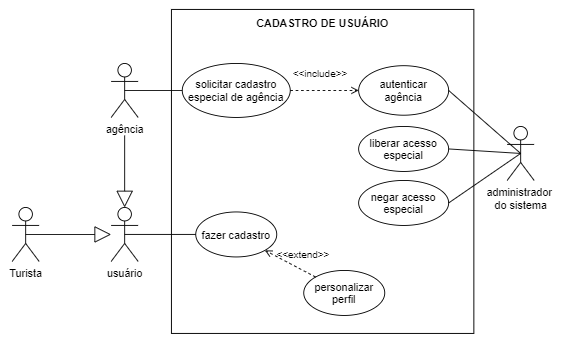 CADASTRO DE USUÁRIO
solicitar cadastro
especial de agência
<<include>>
autenticar
agência
agência
liberar acesso
especial
administrador
do sistema
negar acesso
especial
fazer cadastro
<<extend>>
Turista
usuário
personalizar
perfil